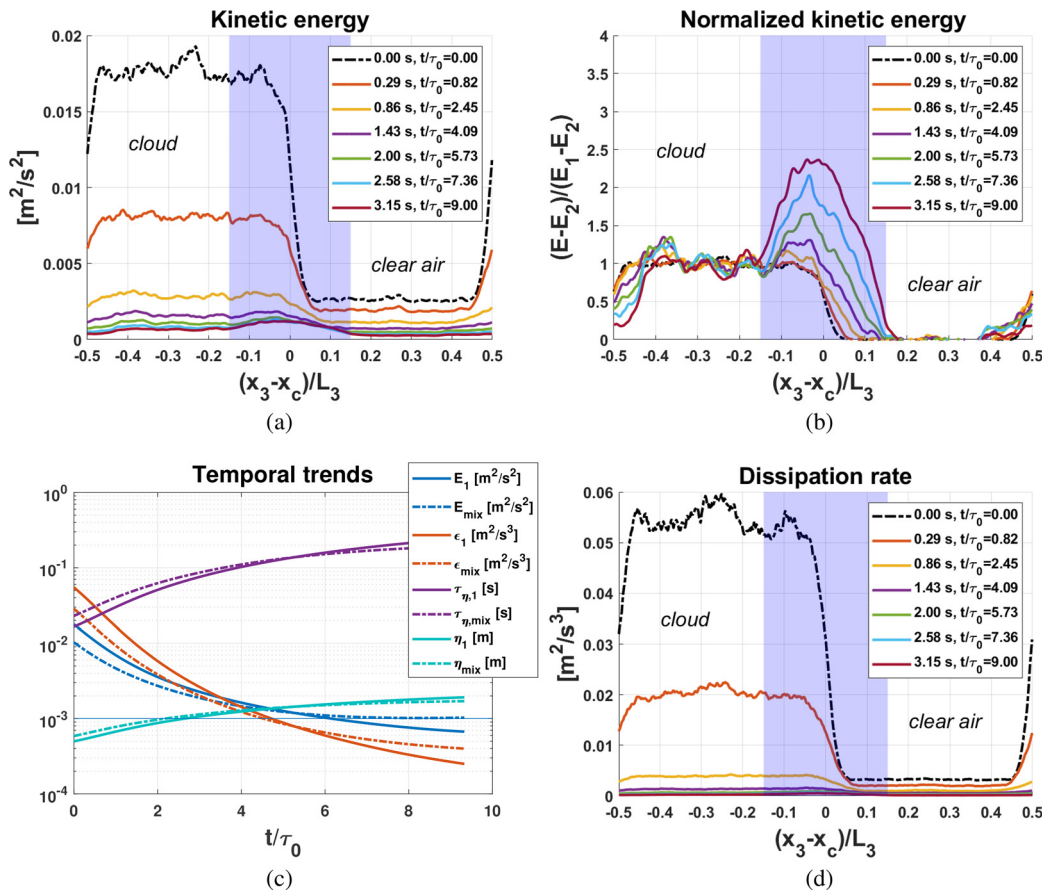 Kinetic energy
0.02
0.015
0.01
0.005
0
[m²/s²]
-0.5 -0.4 -0.3 -0.2 -0.1 0 0.1 0.2 0.3 0.4 0.5
(x₃-x_c)/L₃
cloud
clear air
0.00 s, t/τ₀=0.00
0.29 s, t/τ₀=0.82
0.86 s, t/τ₀=2.45
1.43 s, t/τ₀=4.09
2.00 s, t/τ₀=5.73
2.58 s, t/τ₀=7.36
3.15 s, t/τ₀=9.00
(a)
Normalized kinetic energy
4
3.5
3
2.5
2
1.5
1
0.5
0
(E-E₂)/(E₁-E₂)
-0.5 -0.4 -0.3 -0.2 -0.1 0 0.1 0.2 0.3 0.4 0.5
(x₃-x_c)/L₃
cloud
clear air
0.00 s, t/τ₀=0.00
0.29 s, t/τ₀=0.82
0.86 s, t/τ₀=2.45
1.43 s, t/τ₀=4.09
2.00 s, t/τ₀=5.73
2.58 s, t/τ₀=7.36
3.15 s, t/τ₀=9.00
(b)
Temporal trends
10⁰
10⁻¹
10⁻²
10⁻³
10⁻⁴
0 2 4 6 8 10
t/τ₀
E₁ [m²/s²]
E_mix [m²/s²]
ϵ₁ [m²/s³]
ϵ_mix [m²/s³]
τ_η,1 [s]
τ_η,mix [s]
η₁ [m]
η_mix [m]
(c)
Dissipation rate
0.06
0.05
0.04
0.03
0.02
0.01
0
[m²/s³]
-0.5 -0.4 -0.3 -0.2 -0.1 0 0.1 0.2 0.3 0.4 0.5
(x₃-x_c)/L₃
cloud
clear air
0.00 s, t/τ₀=0.00
0.29 s, t/τ₀=0.82
0.86 s, t/τ₀=2.45
1.43 s, t/τ₀=4.09
2.00 s, t/τ₀=5.73
2.58 s, t/τ₀=7.36
3.15 s, t/τ₀=9.00
(d)